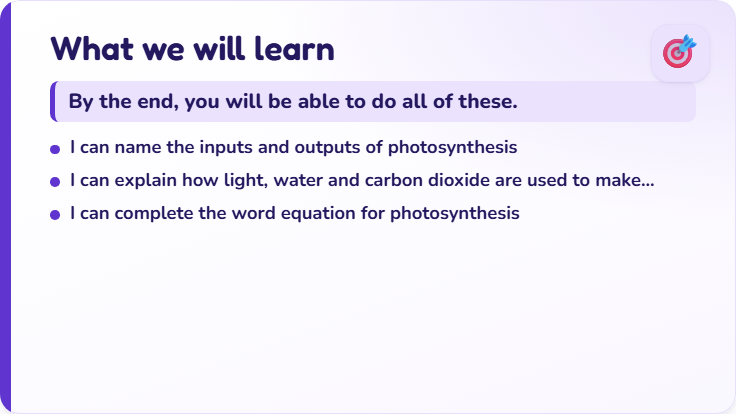 What we will learn
By the end, you will be able to do all of these.
I can name the inputs and outputs of photosynthesis
I can explain how light, water and carbon dioxide are used to make...
I can complete the word equation for photosynthesis